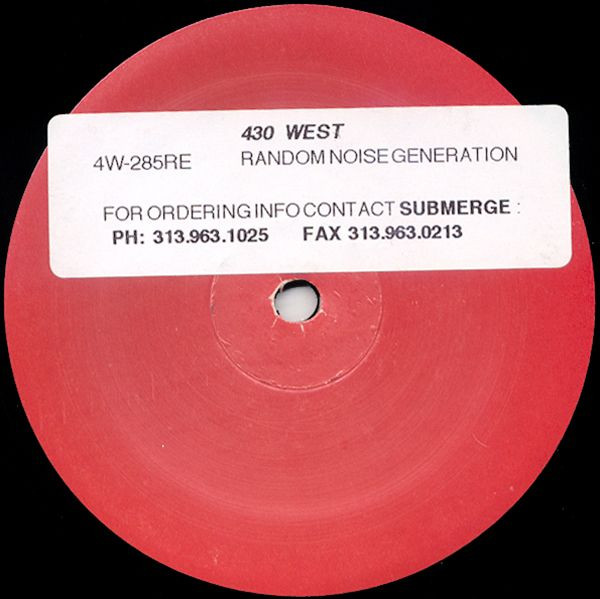 430 WEST
4W-285RE RANDOM NOISE GENERATION
FOR ORDERING INFO CONTACT SUBMERGE :
PH: 313.963.1025 FAX 313.963.0213